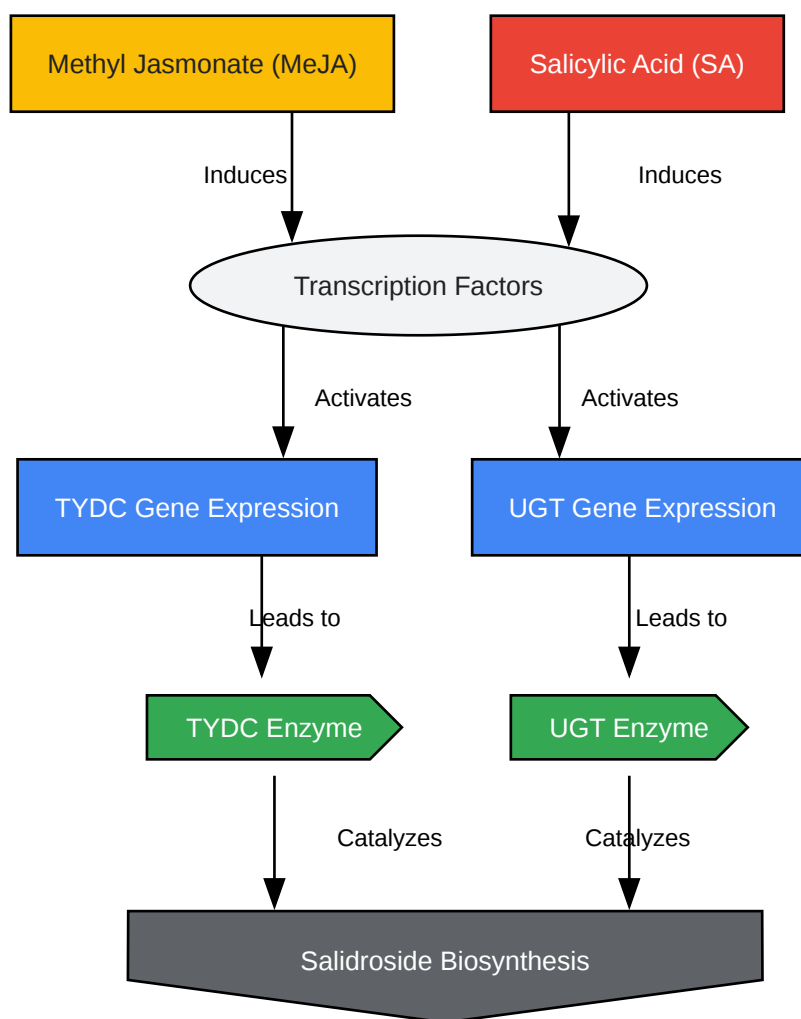 Methyl Jasmonate (MeJA)
Salicylic Acid (SA)
Induces
Induces
Transcription Factors
Activates
Activates
TYDC Gene Expression
UGT Gene Expression
Leads to
Leads to
TYDC Enzyme
UGT Enzyme
Catalyzes
Catalyzes
Salidroside Biosynthesis